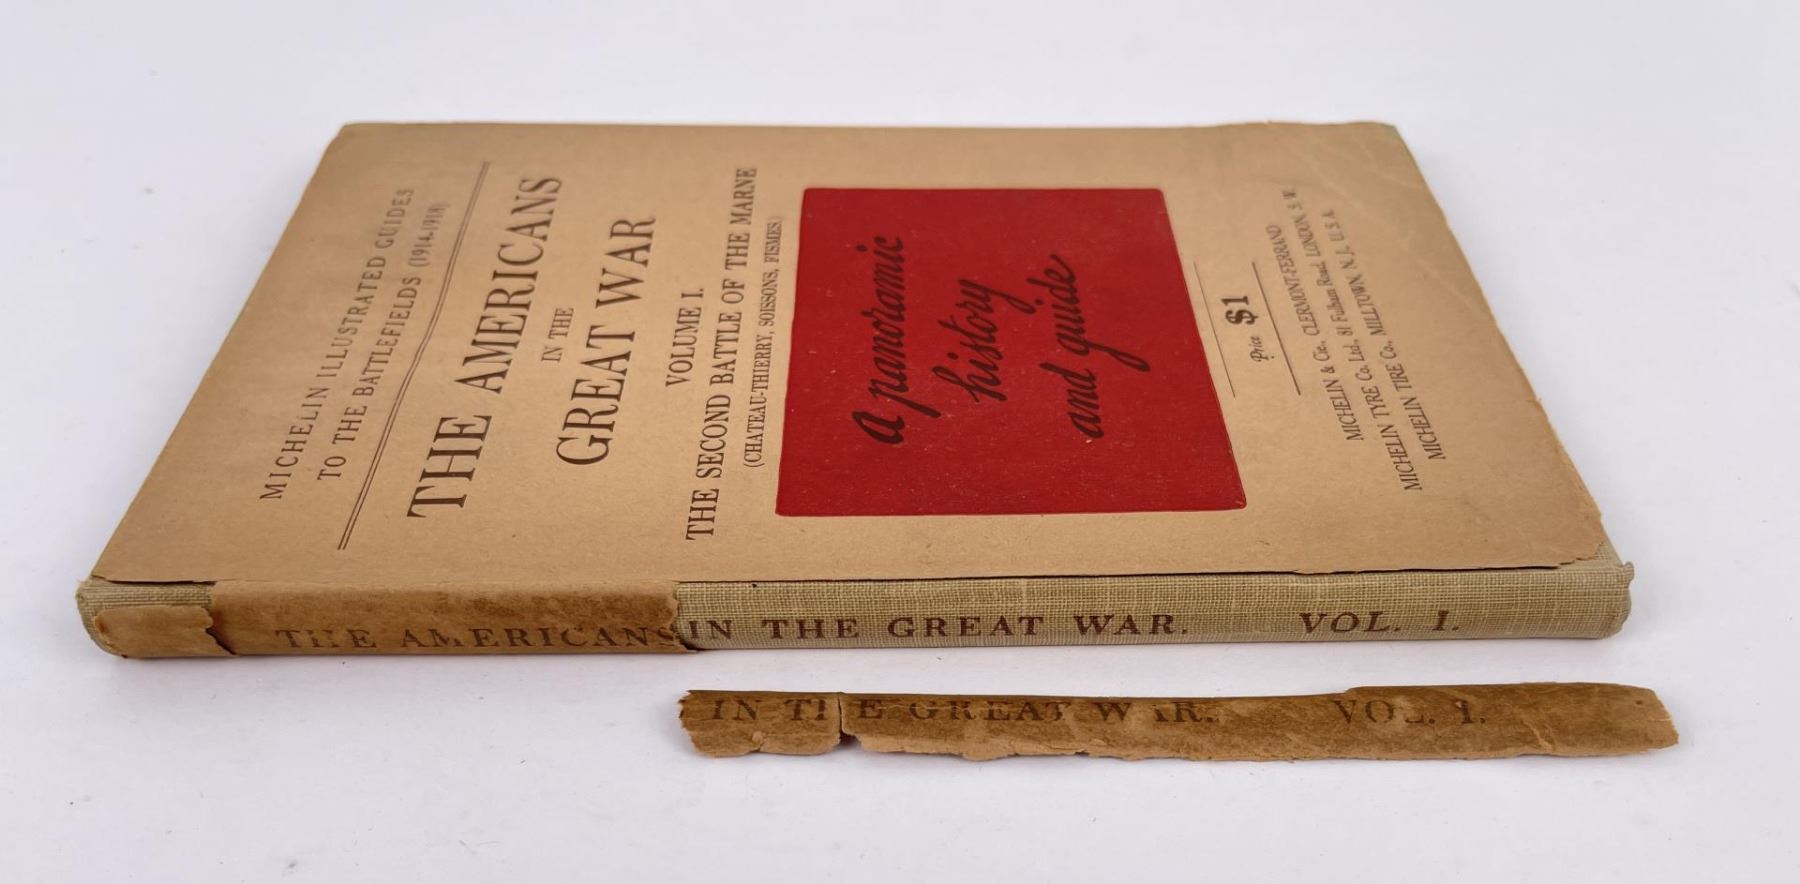 MICHELIN ILLUSTRATED GUIDES
TO THE BATTLEFIELDS (1914-1918)
THE AMERICANS
IN THE
GREAT WAR
VOLUME I.
THE SECOND BATTLE OF THE MARNE
(CHATEAU-THIERRY, SOISSONS, FISMES)
A panoramic
history
and guide
Price $1
MICHELIN & Cie., CLERMONT-FERRAND
MICHELIN TYRE Co. Ltd., 81 Fulham Road, LONDON, S. W.
MICHELIN TIRE Co., MILLTOWN, N. J., U. S. A.
THE AMERICANS IN THE GREAT WAR. VOL. I.
IN THE GREAT WAR. VOL. I.